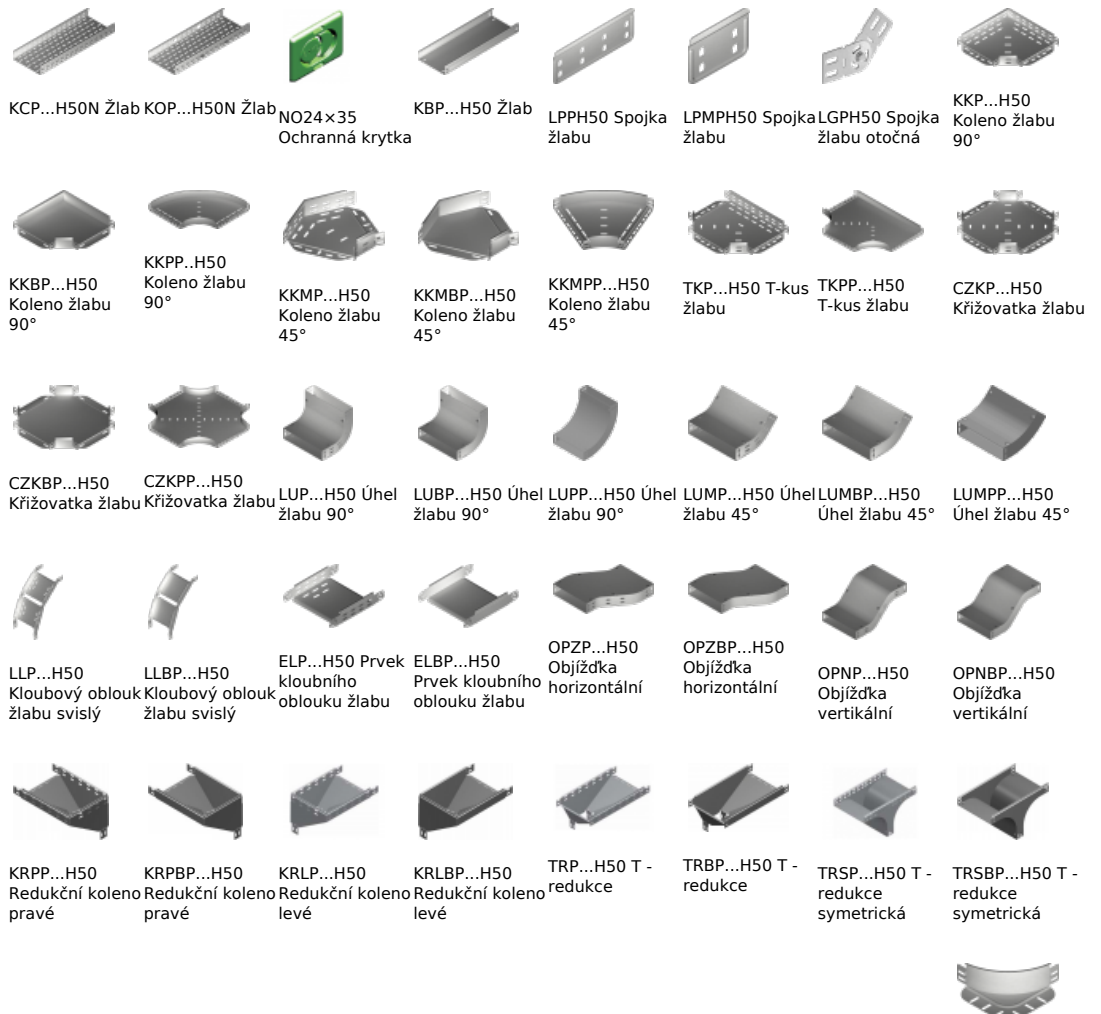 KCP...H50N Žlab
KOP...H50N Žlab
NO24×35
Ochranná krytka
KBP...H50 Žlab
LPPH50 Spojka
žlabu
LPMPH50 Spojka
žlabu
LGPH50 Spojka
žlabu otočná
KKP...H50
Koleno žlabu
90°
KKBP...H50
Koleno žlabu
90°
KKPP..H50
Koleno žlabu
90°
KKMP...H50
Koleno žlabu
45°
KKMBP...H50
Koleno žlabu
45°
KKMPP...H50
Koleno žlabu
45°
TKP...H50 T-kus
žlabu
TKPP...H50
T-kus žlabu
CZKP...H50
Křižovatka žlabu
CZKBP...H50
Křižovatka žlabu
CZKPP...H50
Křižovatka žlabu
LUP...H50 Úhel
žlabu 90°
LUBP...H50 Úhel
žlabu 90°
LUPP...H50 Úhel
žlabu 90°
LUMP...H50 Úhel
žlabu 45°
LUMBP...H50
Úhel žlabu 45°
LUMPP...H50
Úhel žlabu 45°
LLP...H50
Kloubový oblouk
žlabu svislý
LLBP...H50
Kloubový oblouk
žlabu svislý
ELP...H50 Prvek
kloubního
oblouku žlabu
ELBP...H50
Prvek kloubního
oblouku žlabu
OPZP...H50
Objížďka
horizontální
OPZBP...H50
Objížďka
horizontální
OPNP...H50
Objížďka
vertikální
OPNBP...H50
Objížďka
vertikální
KRPP...H50
Redukční koleno
pravé
KRPBP...H50
Redukční koleno
pravé
KRLP...H50
Redukční koleno
levé
KRLBP...H50
Redukční koleno
levé
TRP...H50 T -
redukce
TRBP...H50 T -
redukce
TRSP...H50 T -
redukce
symetrická
TRSBP...H50 T -
redukce
symetrická